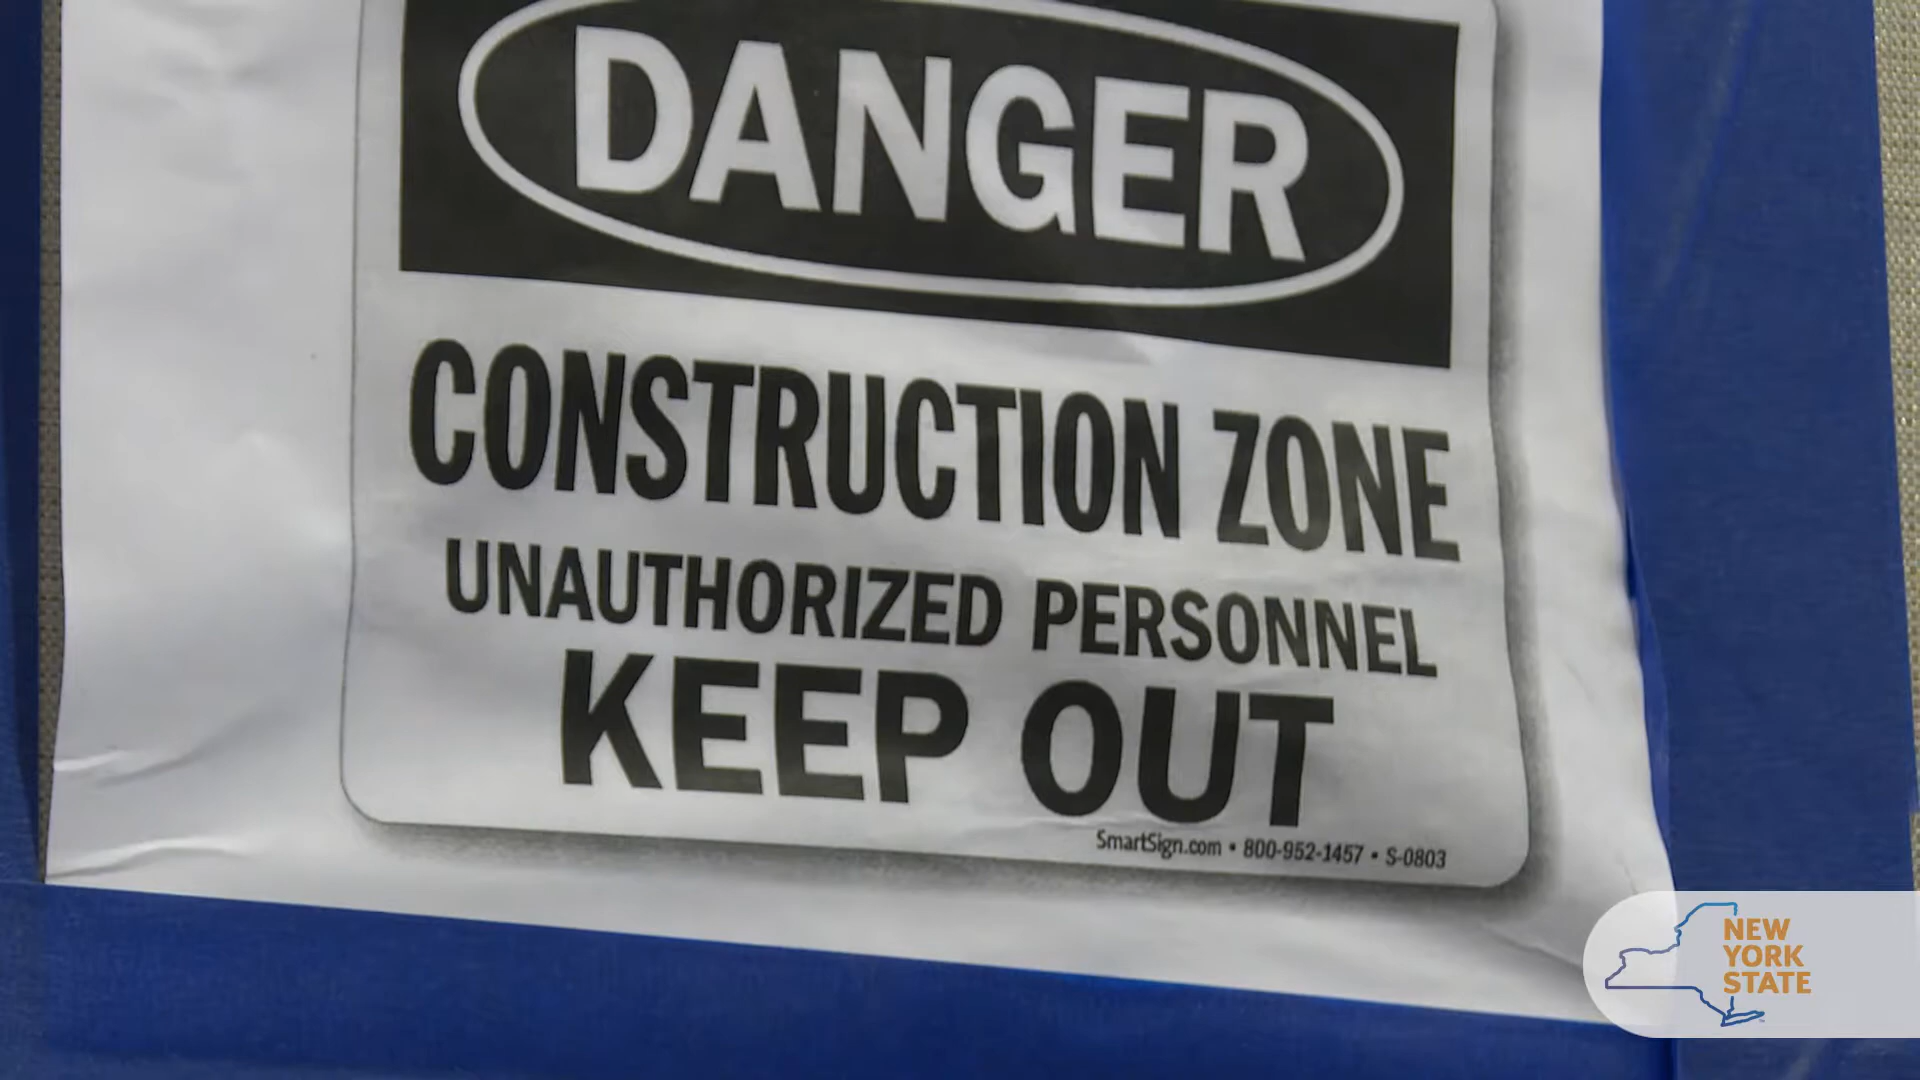 DANGER
CONSTRUCTION ZONE
UNAUTHORIZED PERSONNEL
KEEP OUT
SmartSign.com • 800-952-1457 • S-0803
NEW
YORK
STATE